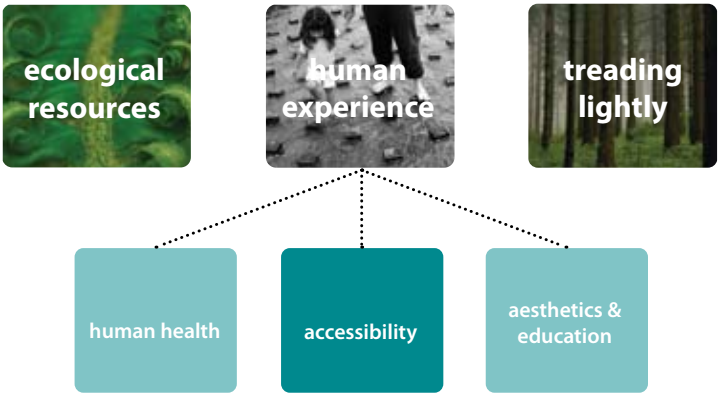 ecological
resources
human
experience
treading
lightly
human health
accessibility
aesthetics &
education